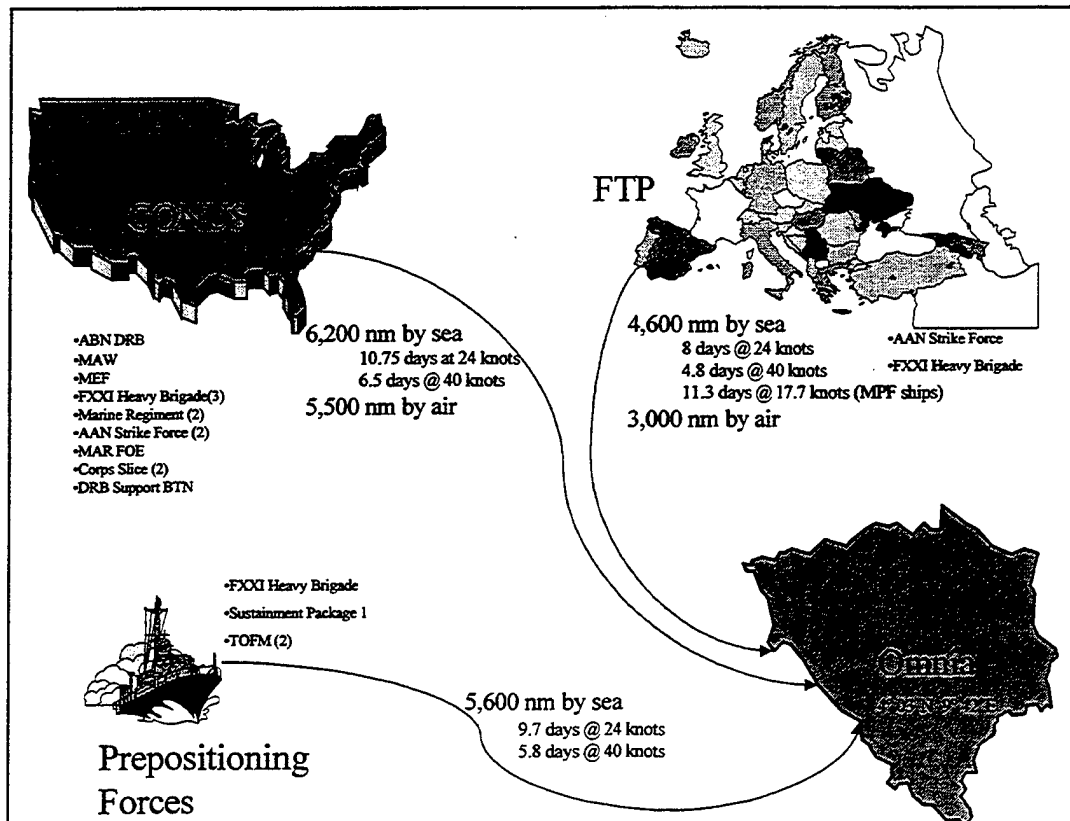 CONUS
•ABN DRB
•MAW
•MEF
•FXXI Heavy Brigade(3)
•Marine Regiment (2)
•AAN Strike Force (2)
•MAR FOE
•Corps Slice (2)
•DRB Support BTN
6,200 nm by sea
10.75 days at 24 knots
6.5 days @ 40 knots
5,500 nm by air
FTP
4,600 nm by sea
8 days @ 24 knots
4.8 days @ 40 knots
11.3 days @ 17.7 knots (MPF ships)
3,000 nm by air
•AAN Strike Force
•FXXI Heavy Brigade
•FXXI Heavy Brigade
•Sustainment Package 1
•TOFM (2)
Prepositioning
Forces
5,600 nm by sea
9.7 days @ 24 knots
5.8 days @ 40 knots